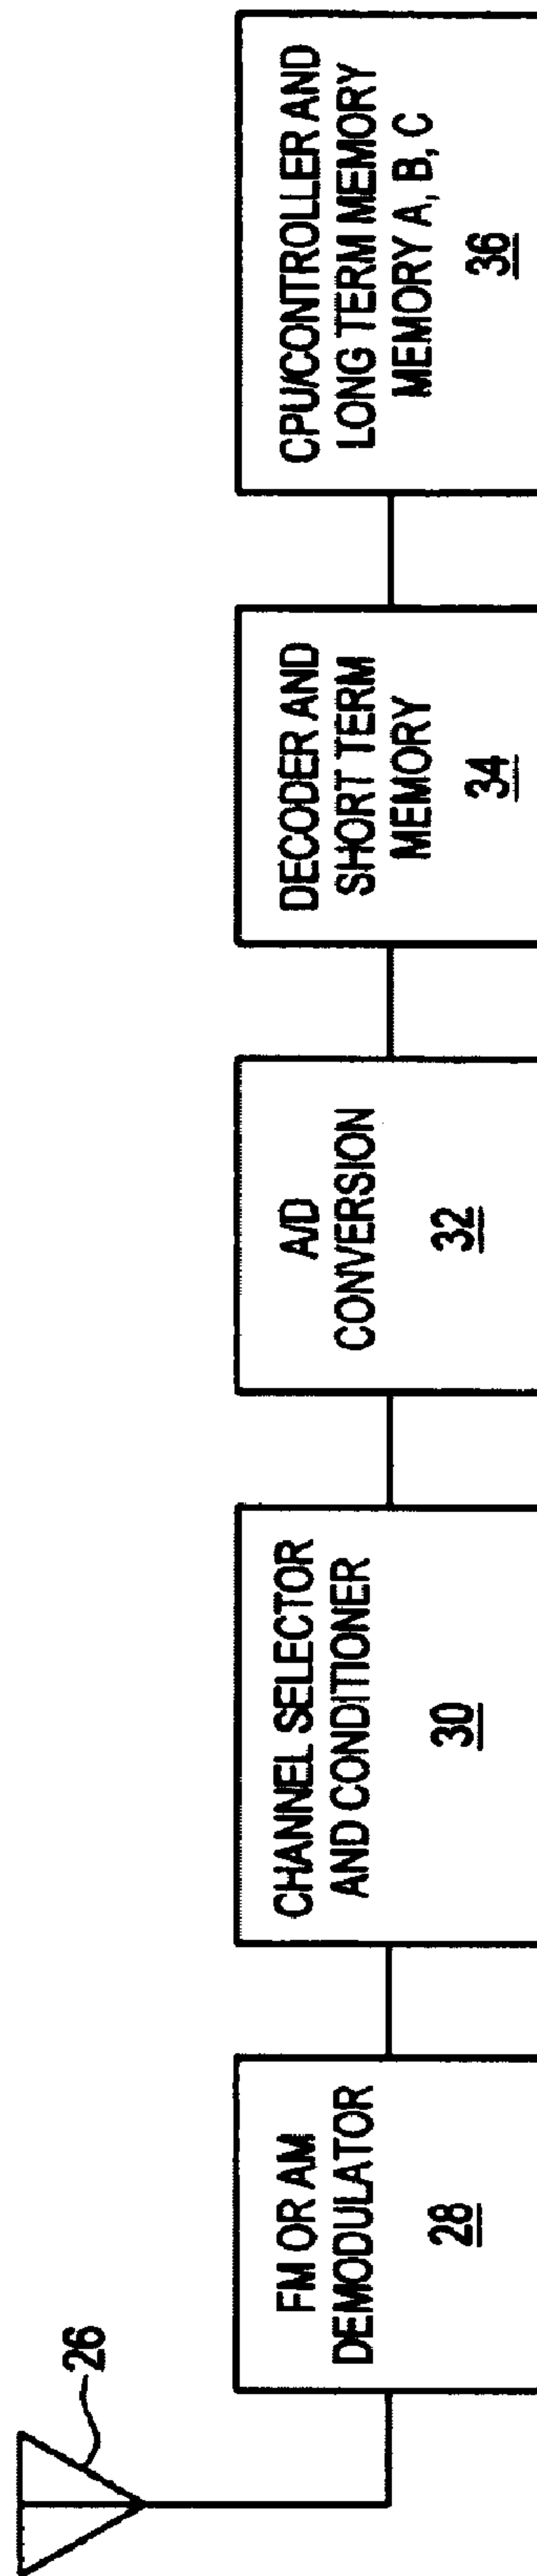 26
FM OR AM
DEMODULATOR
28
CHANNEL SELECTOR
AND CONDITIONER
30
A/D
CONVERSION
32
DECODER AND
SHORT TERM
MEMORY
34
CPU/CONTROLLER AND
LONG TERM MEMORY
MEMORY A, B, C
36